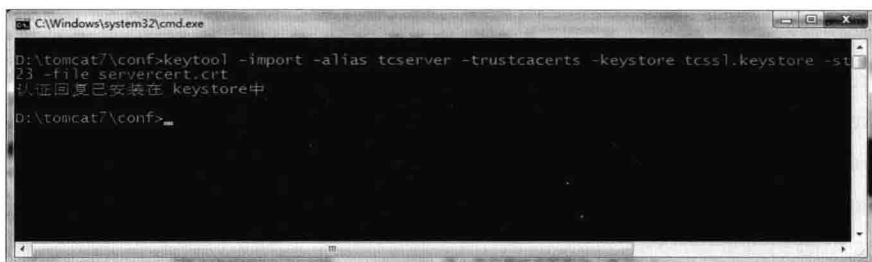 C:\Windows\system32\cmd.exe
D:\tomcat7\conf>keytool -import -alias tcserver -trustcacerts -keystore tcssl.keystore -st
23 -file servercert.crt
认证回复已安装在 keystore中
D:\tomcat7\conf>_